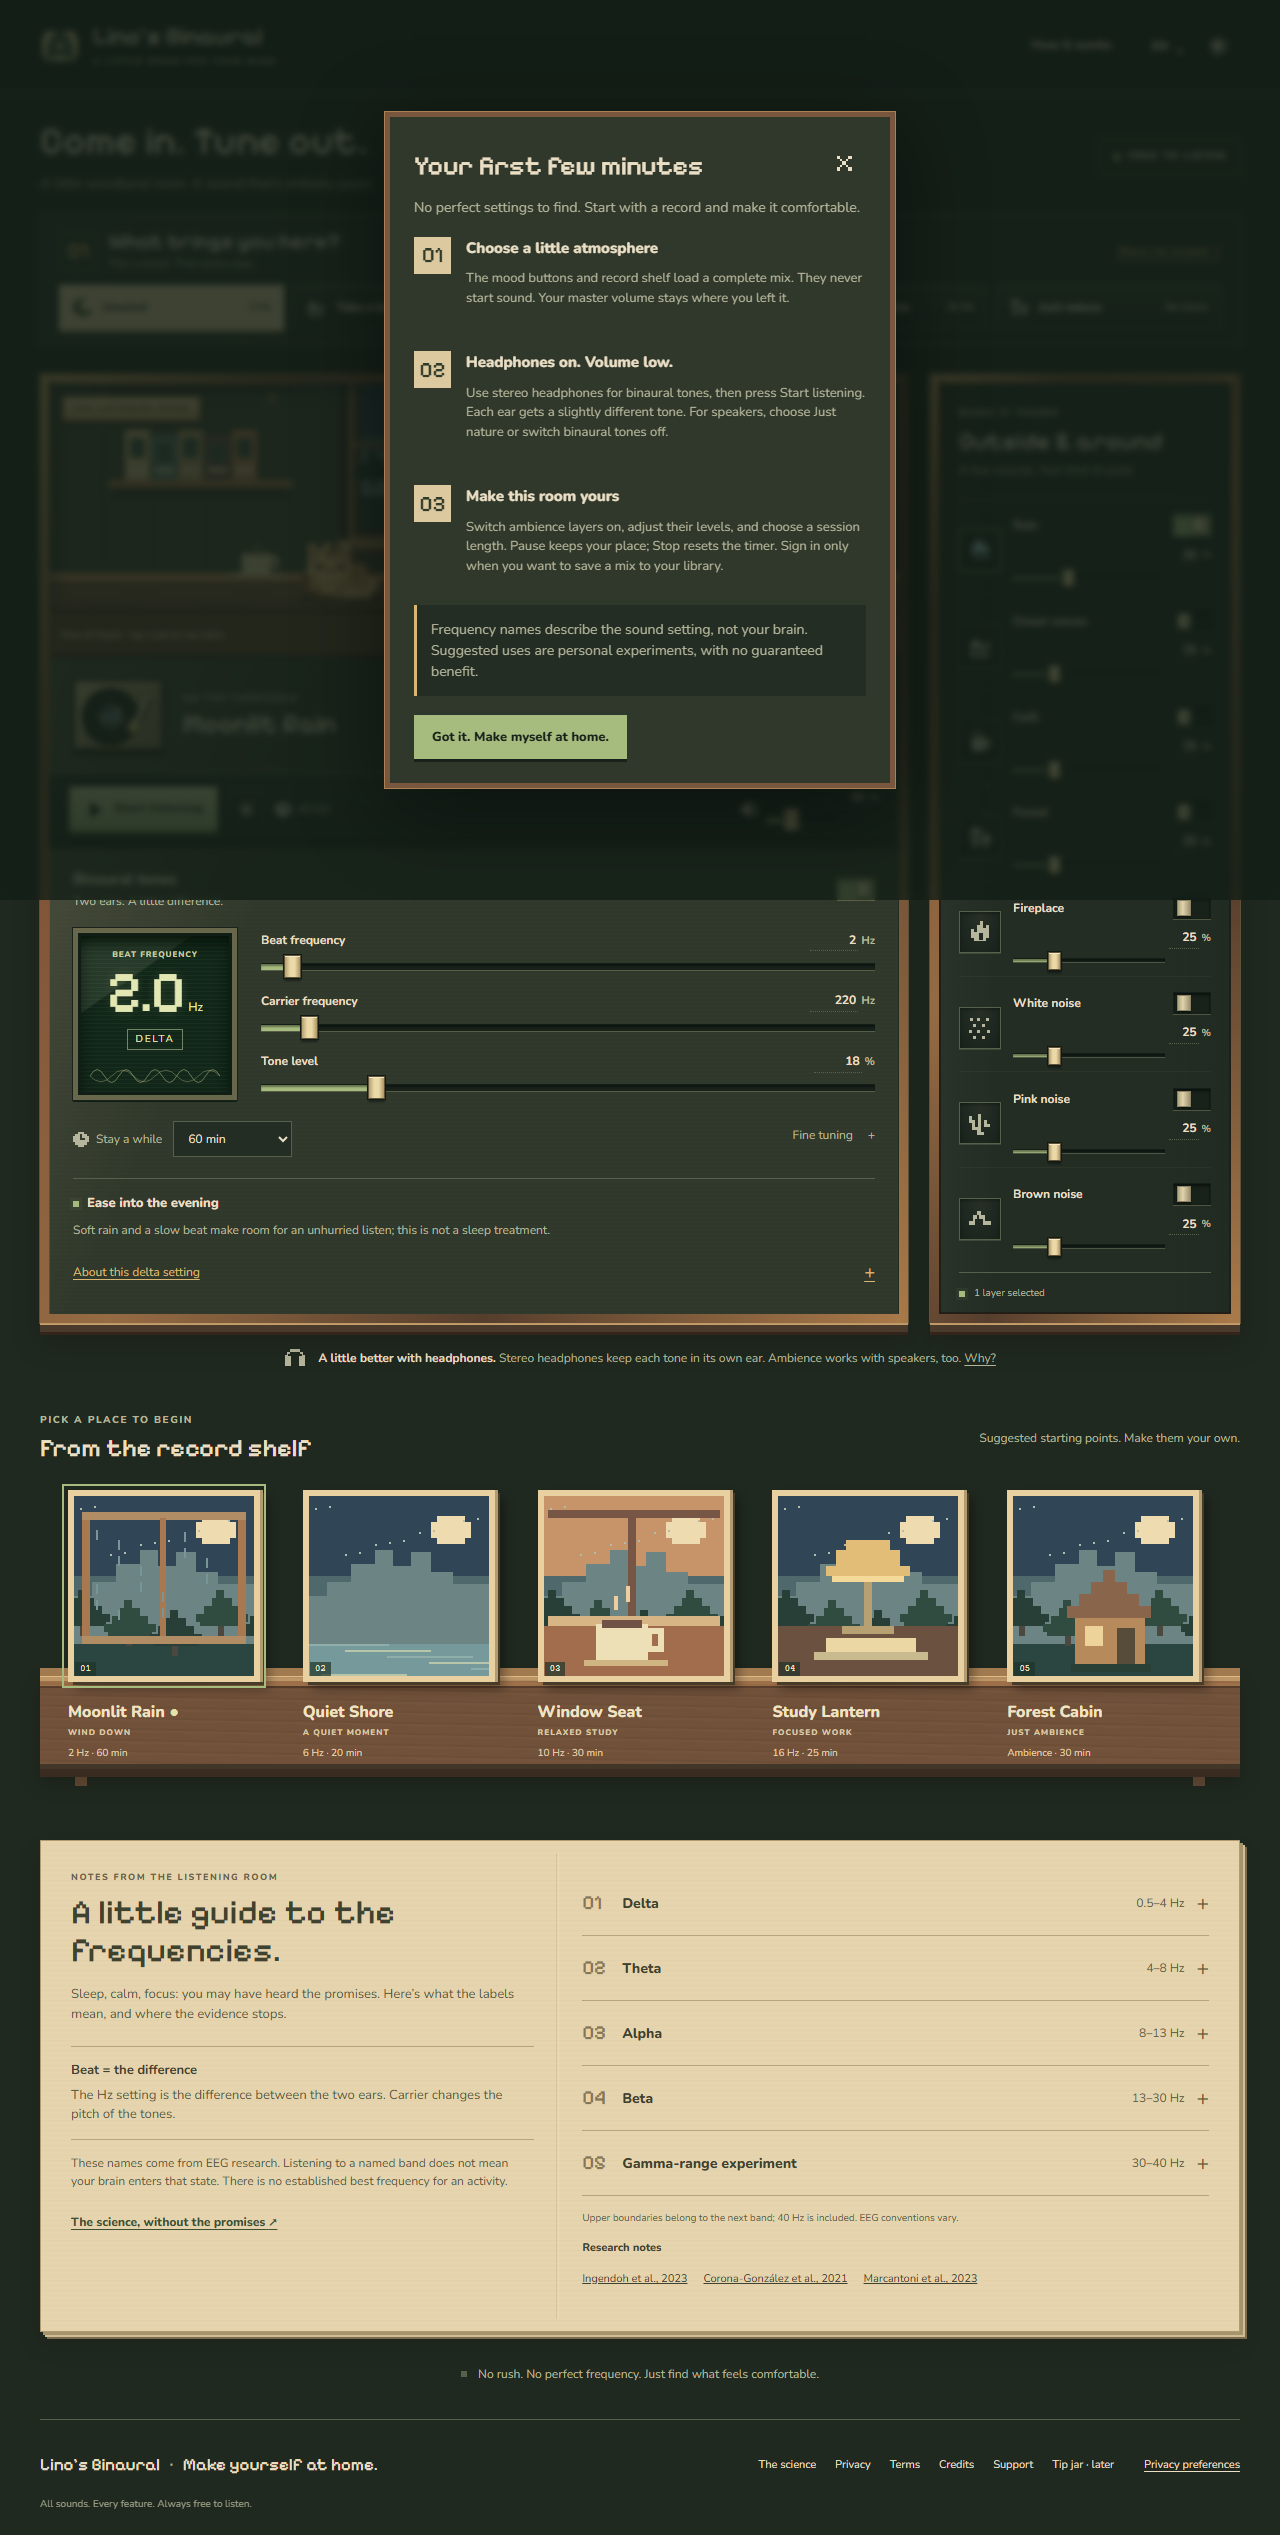 Lino's Binaural
How it works
Come in. Tune out.
What brings you here?
Your first few minutes
No perfect settings to find. Start with a record and make it comfortable.
01
Choose a little atmosphere
The mood buttons and record shelf load a complete mix. They never
start sound. Your master volume stays where you left it.
02
Headphones on. Volume low.
Use stereo headphones for binaural tones, then press Start listening.
Each ear gets a slightly different tone. For speakers, choose Just
nature or switch binaural tones off.
03
Make this room yours
Switch ambience layers on, adjust their levels, and choose a session
length. Pause keeps your place; Stop resets the timer. Sign in only
when you want to save a mix to your library.
Frequency names describe the sound setting, not your brain.
Suggested uses are personal experiments, with no guaranteed
benefit.
Got it. Make myself at home.
Outside & around
Moonlit Rain
Binaural tones
Two ears. A little difference.
BEAT FREQUENCY
2.0 Hz
DELTA
Beat frequency
2 Hz
Carrier frequency
220 Hz
Tone level
18 %
Stay a while
60 min
Fine tuning +
Ease into the evening
Soft rain and a slow beat make room for an unhurried listen; this is not a sleep treatment.
About this delta setting
+
Fireplace
25 %
White noise
25 %
Pink noise
25 %
Brown noise
25 %
1 layer selected
A little better with headphones. Stereo headphones keep each tone in its own ear. Ambience works with speakers, too. Why?
PICK A PLACE TO BEGIN
From the record shelf
Suggested starting points. Make them your own.
01
Moonlit Rain ●
WIND DOWN
2 Hz · 60 min
02
Quiet Shore
A QUIET MOMENT
6 Hz · 20 min
03
Window Seat
RELAXED STUDY
10 Hz · 30 min
04
Study Lantern
FOCUSED WORK
16 Hz · 25 min
05
Forest Cabin
JUST AMBIENCE
Ambience · 30 min
NOTES FROM THE LISTENING ROOM
A little guide to the
frequencies.
Sleep, calm, focus: you may have heard the promises. Here's what the labels
mean, and where the evidence stops.
Beat = the difference
The Hz setting is the difference between the two ears. Carrier changes the
pitch of the tones.
These names come from EEG research. Listening to a named band does not mean
your brain enters that state. There is no established best frequency for an activity.
The science, without the promises ↗
01 Delta 0.5–4 Hz +
02 Theta 4–8 Hz +
03 Alpha 8–13 Hz +
04 Beta 13–30 Hz +
05 Gamma-range experiment 30–40 Hz +
Upper boundaries belong to the next band; 40 Hz is included. EEG conventions vary.
Research notes
Ingendoh et al., 2023 Corona-González et al., 2021 Marcantoni et al., 2023
No rush. No perfect frequency. Just find what feels comfortable.
Lino's Binaural · Make yourself at home.
The science Privacy Terms Credits Support Tip jar · later Privacy preferences
All sounds. Every feature. Always free to listen.